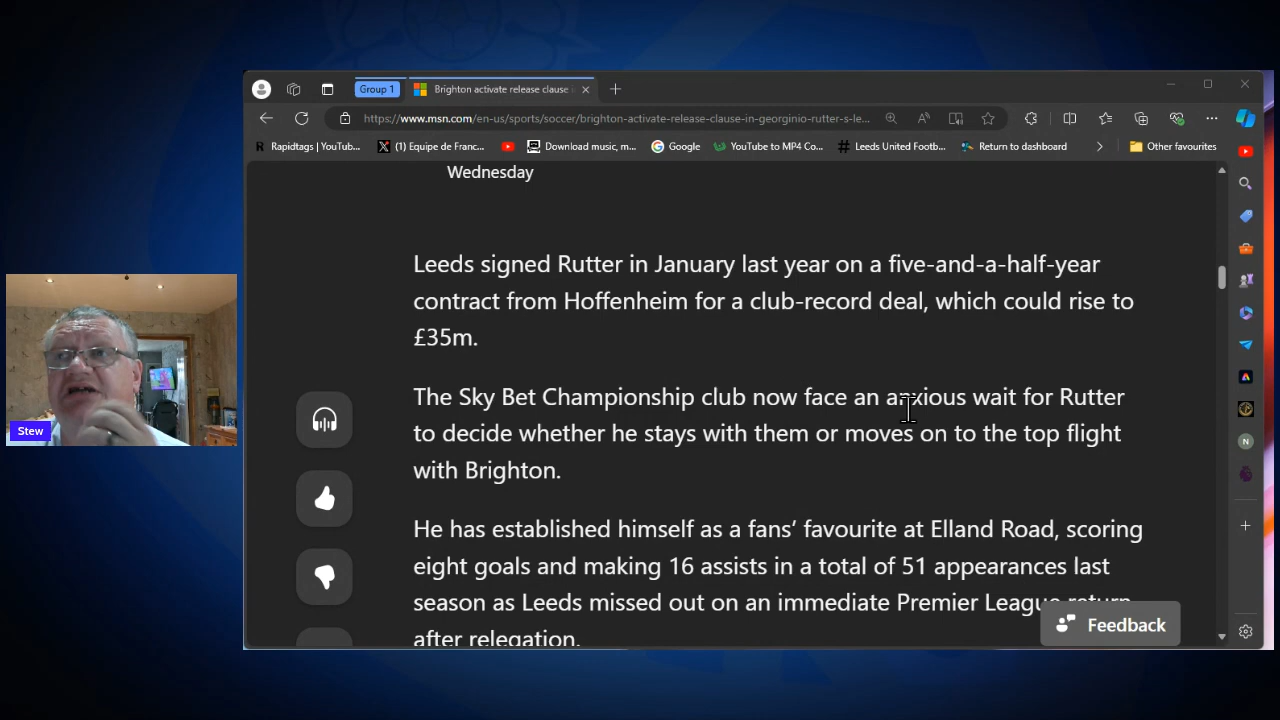 Group 1
Brighton activate release clause
https://www.msn.com/en-us/sports/soccer/brighton-activate-release-clause-in-georginio-rutter-s-le...
Rapidtags | YouTub...
(1) Equipe de Franc...
Download music, m...
Google
YouTube to MP4 Co...
Leeds United Footb...
Return to dashboard
Other favourites
Wednesday
Leeds signed Rutter in January last year on a five-and-a-half-year
contract from Hoffenheim for a club-record deal, which could rise to
£35m.
The Sky Bet Championship club now face an anxious wait for Rutter
to decide whether he stays with them or moves on to the top flight
with Brighton.
He has established himself as a fans’ favourite at Elland Road, scoring
eight goals and making 16 assists in a total of 51 appearances last
season as Leeds missed out on an immediate Premier League return
after relegation.
Feedback
Stew
N